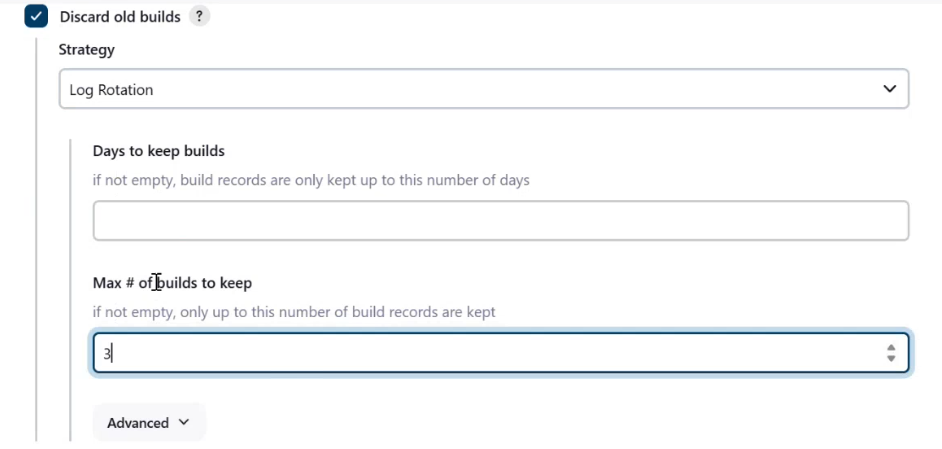 Discard old builds ?
Strategy
Log Rotation
Days to keep builds
if not empty, build records are only kept up to this number of days
Max # of builds to keep
if not empty, only up to this number of build records are kept
3
Advanced